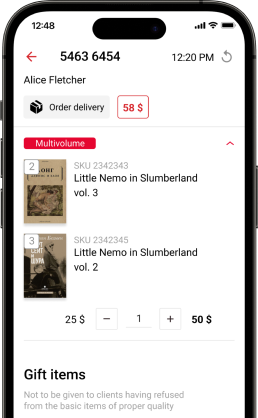 12:48
5463 6454
12:20 PM
Alice Fletcher
Order delivery
58 $
Multivolume
2
SKU 2342343
Little Nemo in Slumberland
vol. 3
3
SKU 2342345
Little Nemo in Slumberland
vol. 2
25 $
−
1
+
50 $
Gift items
Not to be given to clients having refused
from the basic items of proper quality